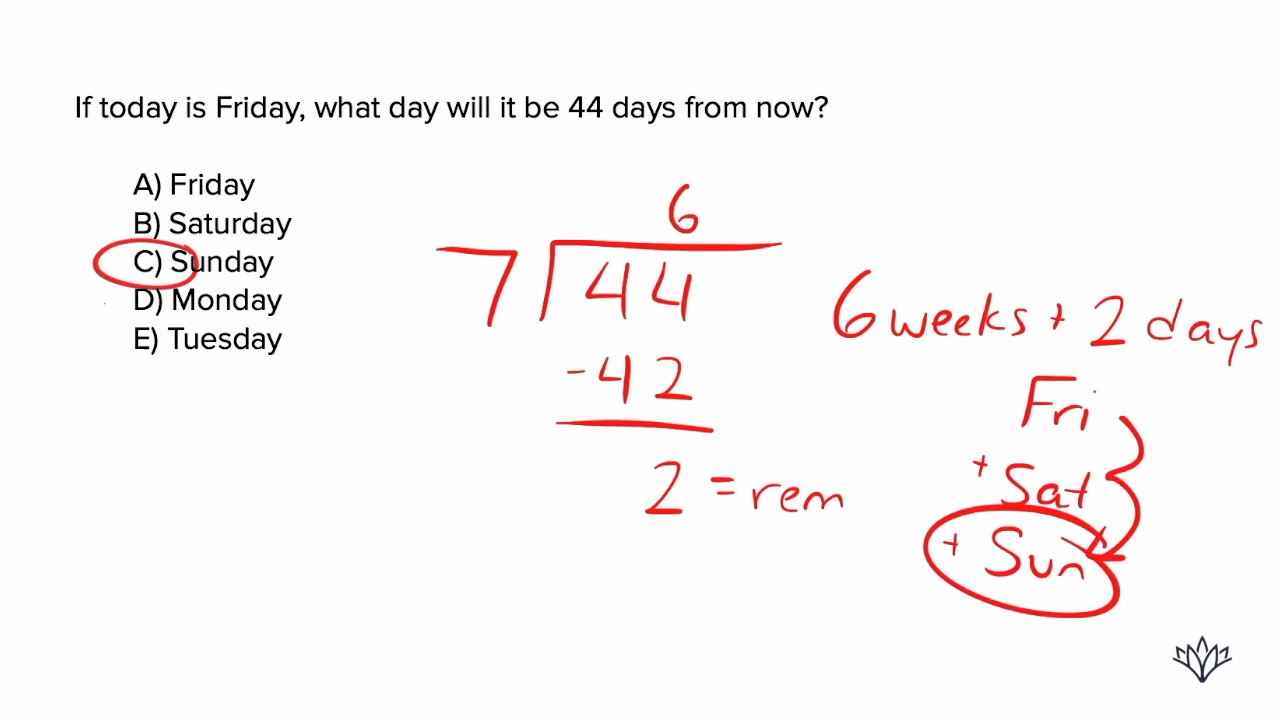 If today is Friday, what day will it be 44 days from now?
A) Friday
B) Saturday
C) Sunday
D) Monday
E) Tuesday
6
7 44
-42
2 = rem
6 weeks + 2 days
Fri
+ Sat
+ Sun